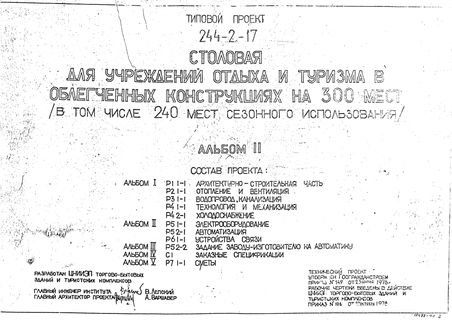 ТИПОВОЙ ПРОЕКТ
244-2-17
СТОЛОВАЯ
ДЛЯ УЧРЕЖДЕНИЙ ОТДЫХА И ТУРИЗМА В
ОБЛЕГЧЕННЫХ КОНСТРУКЦИЯХ НА 300 МЕСТ
/В ТОМ ЧИСЛЕ 240 МЕСТ СЕЗОННОГО ИСПОЛЬЗОВАНИЯ/
АЛЬБОМ II
СОСТАВ ПРОЕКТА:
АЛЬБОМ I Р1 1-1 АРХИТЕКТУРНО-СТРОИТЕЛЬНАЯ ЧАСТЬ
Р2 1-1 ОТОПЛЕНИЕ И ВЕНТИЛЯЦИЯ
Р3 1-1 ВОДОПРОВОД, КАНАЛИЗАЦИЯ
Р4 1-1 ТЕХНОЛОГИЯ И МЕХАНИЗАЦИЯ
Р4 2-1 ХОЛОДОСНАБЖЕНИЕ
АЛЬБОМ II Р5 1-1 ЭЛЕКТРООБОРУДОВАНИЕ
Р5 2-1 АВТОМАТИЗАЦИЯ
Р6 1-1 УСТРОЙСТВА СВЯЗИ
АЛЬБОМ III Р5 2-2 ЗАДАНИЕ ЗАВОДУ-ИЗГОТОВИТЕЛЮ НА АВТОМАТИКУ
АЛЬБОМ IV С1 ЗАКАЗНЫЕ СПЕЦИФИКАЦИИ
АЛЬБОМ V Р7 1-1 СМЕТЫ
РАЗРАБОТАН ЦНИИЭП ТОРГОВО-БЫТОВЫХ
ЗДАНИЙ И ТУРИСТСКИХ КОМПЛЕКСОВ
ГЛАВНЫЙ ИНЖЕНЕР ИНСТИТУТА В. ЛЕПСКИЙ
ГЛАВНЫЙ АРХИТЕКТОР ПРОЕКТА А. ВАРШАВЕР
ТЕХНИЧЕСКИЙ ПРОЕКТ
УТВЕРЖДЕН ГОСГРАЖДАНСТРОЕМ
ПРИКАЗ
РАБОЧИЕ ЧЕРТЕЖИ ВВЕДЕНЫ В ДЕЙСТВИЕ
ЦНИИЭП ТОРГОВО-БЫТОВЫХ ЗДАНИЙ И
ТУРИСТСКИХ КОМПЛЕКСОВ
ПРИКАЗ